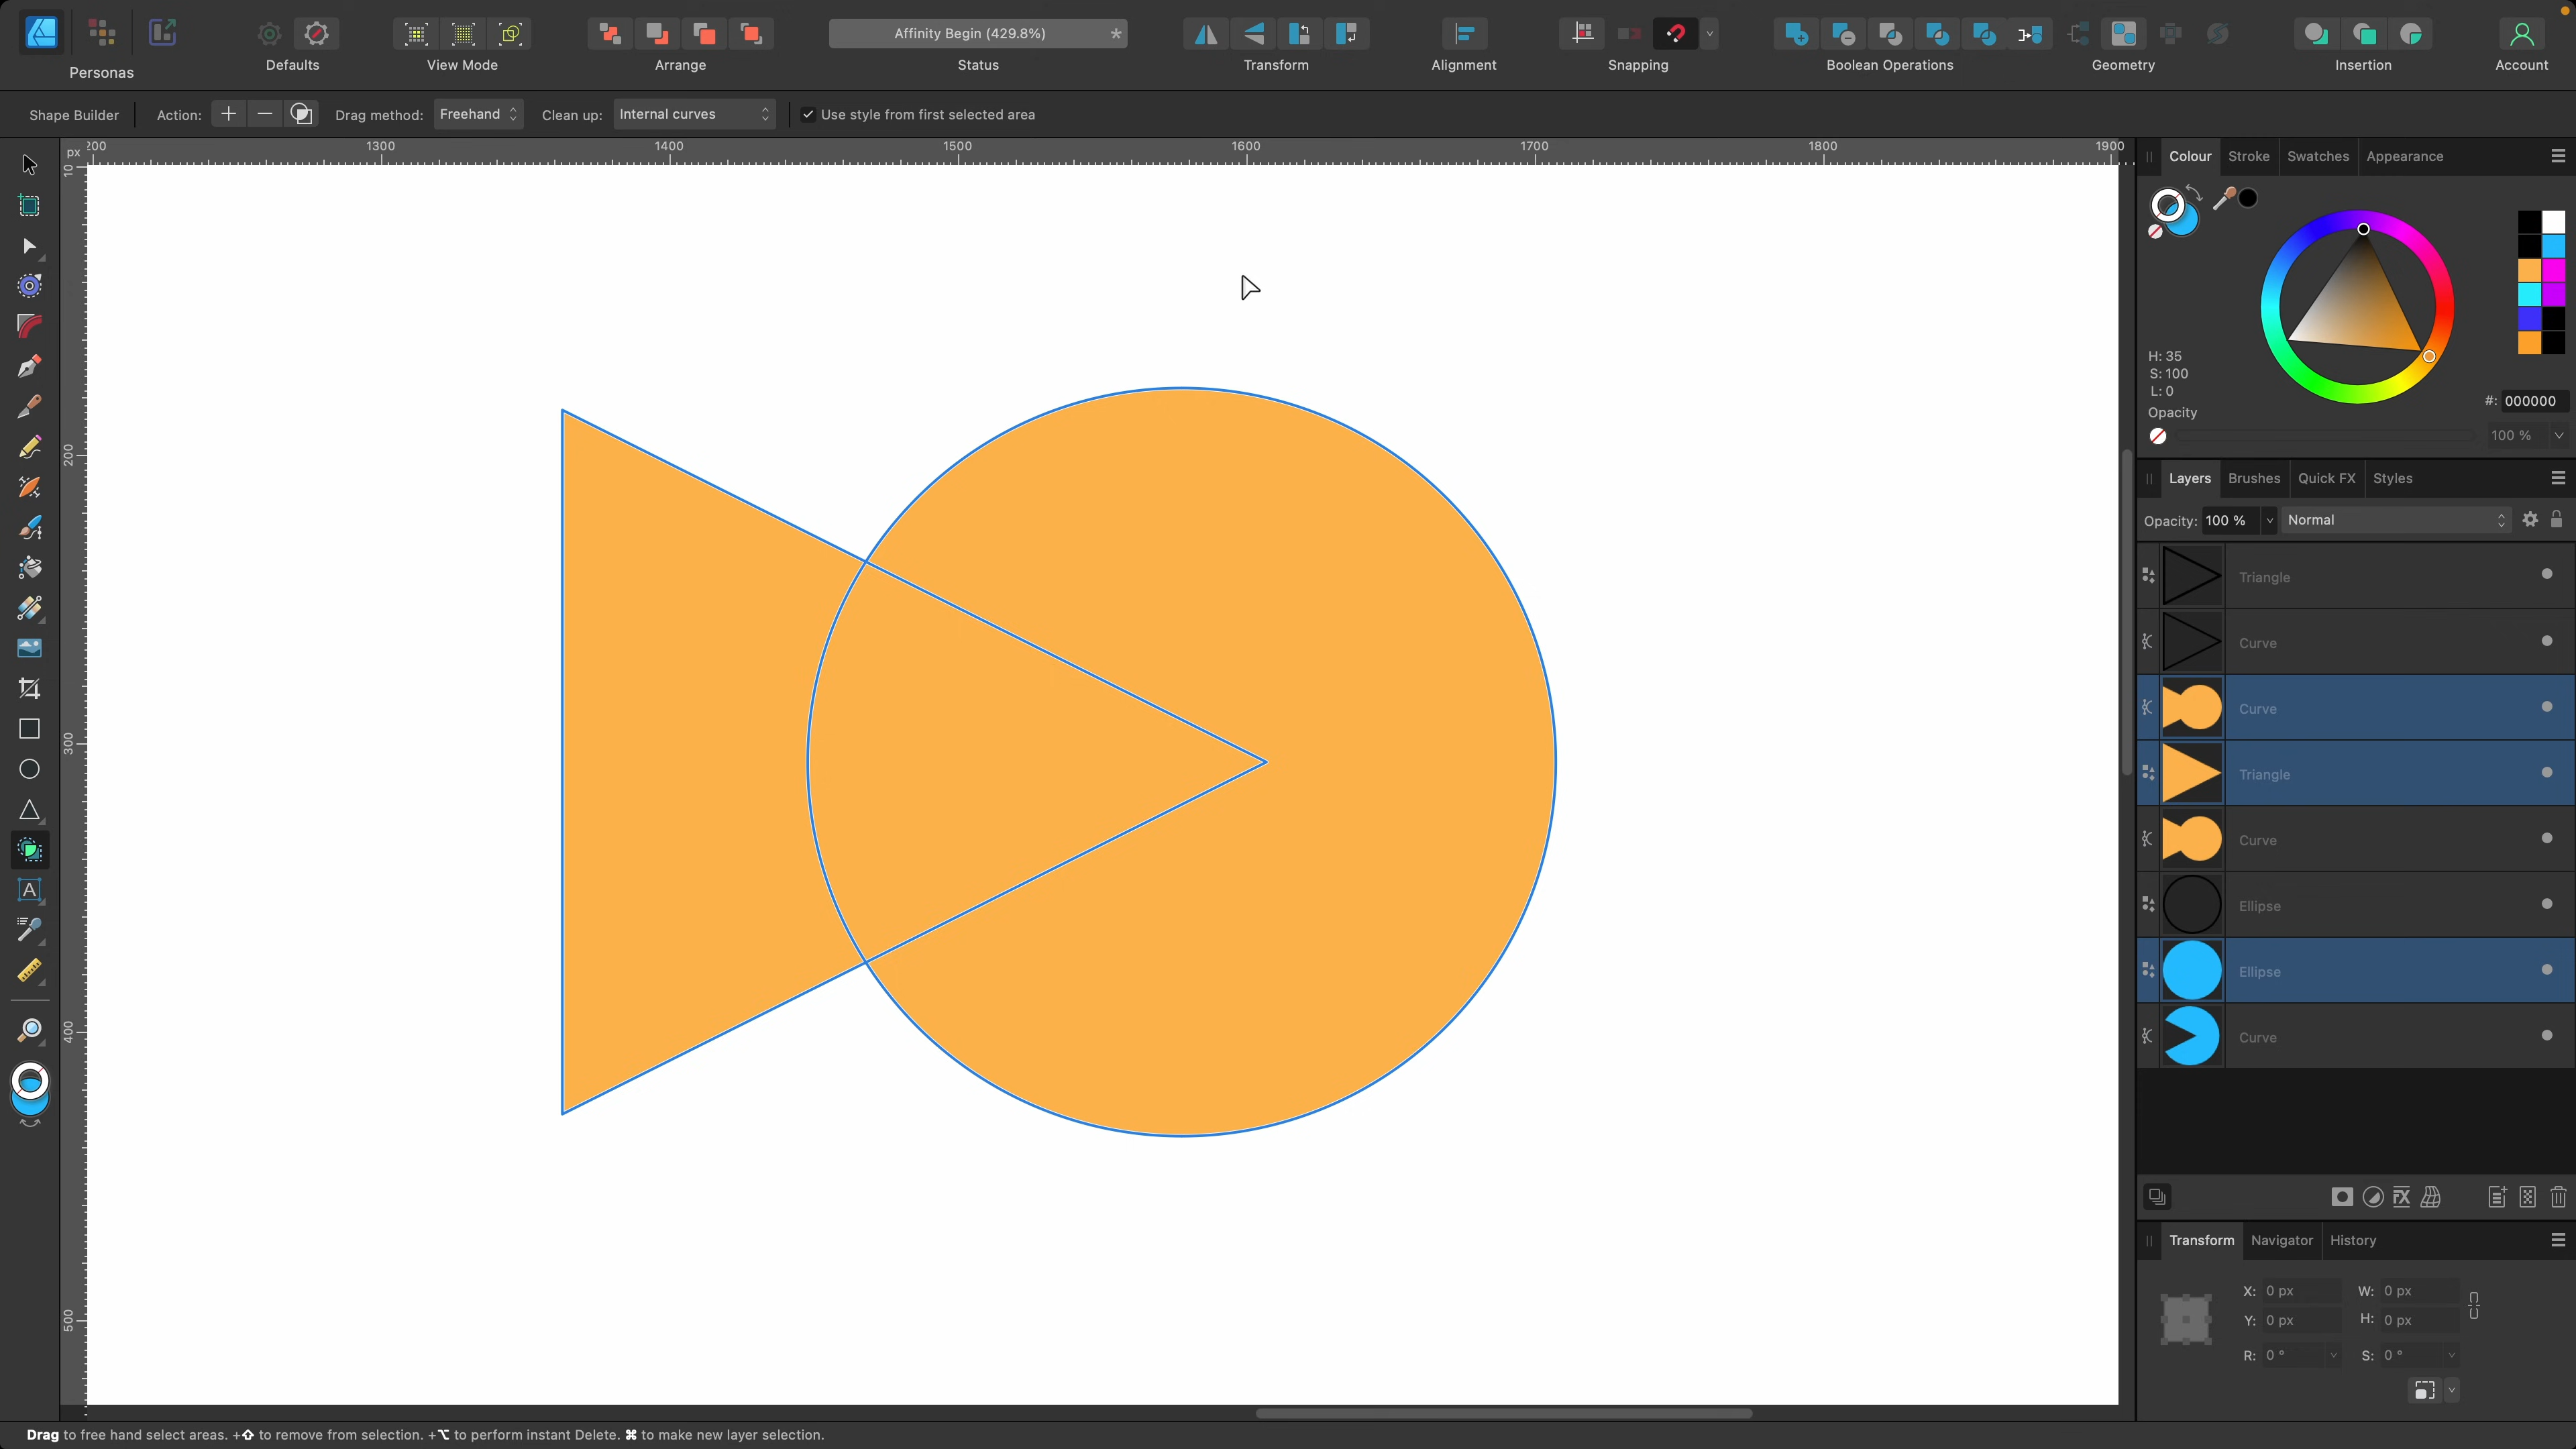 Personas
Defaults
View Mode
Arrange
Affinity Begin (429.8%)
*
Status
Transform
Alignment
Snapping
Boolean Operations
Geometry
Insertion
Account
Shape Builder
Action:
Drag method:
Freehand
Clean up:
Internal curves
Use style from first selected area
px
200
1300
1400
1500
1600
1700
1800
1900
10
200
300
400
500
Colour
Stroke
Swatches
Appearance
H: 35
S: 100
L: 0
#: 000000
Opacity
100 %
Layers
Brushes
Quick FX
Styles
Opacity: 100 %
Normal
Triangle
Curve
Curve
Triangle
Curve
Ellipse
Ellipse
Curve
Transform
Navigator
History
X: 0 px
W: 0 px
Y: 0 px
H: 0 px
R: 0 °
S: 0 °
Drag to free hand select areas. +⇧ to remove from selection. +⌥ to perform instant Delete. ⌘ to make new layer selection.